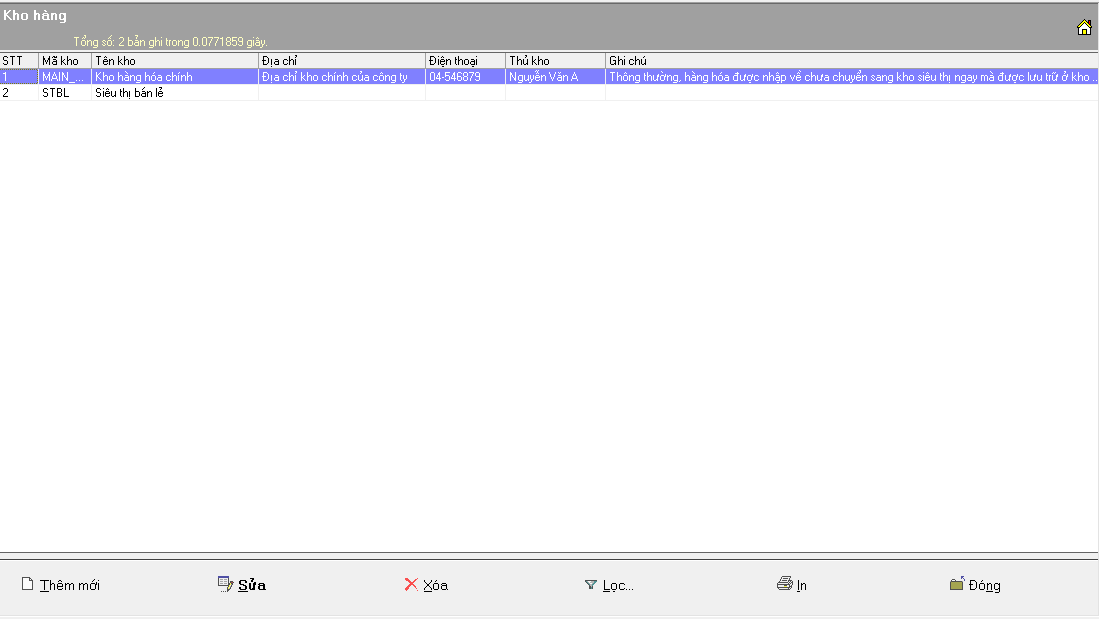 Kho hàng
Tổng số: 2 bản ghi trong 0.0771859 giây.
STT Mã kho Tên kho Địa chỉ Điện thoại Thủ kho Ghi chú
1 MAIN_... Kho hàng hóa chính Địa chỉ kho chính của công ty 04-546879 Nguyễn Văn A Thông thường, hàng hóa được nhập về chưa chuyển sang kho siêu thị ngay mà được lưu trữ ở kho ...
2 STBL Siêu thị bán lẻ
Thêm mới Sửa Xóa Lọc... In Đóng